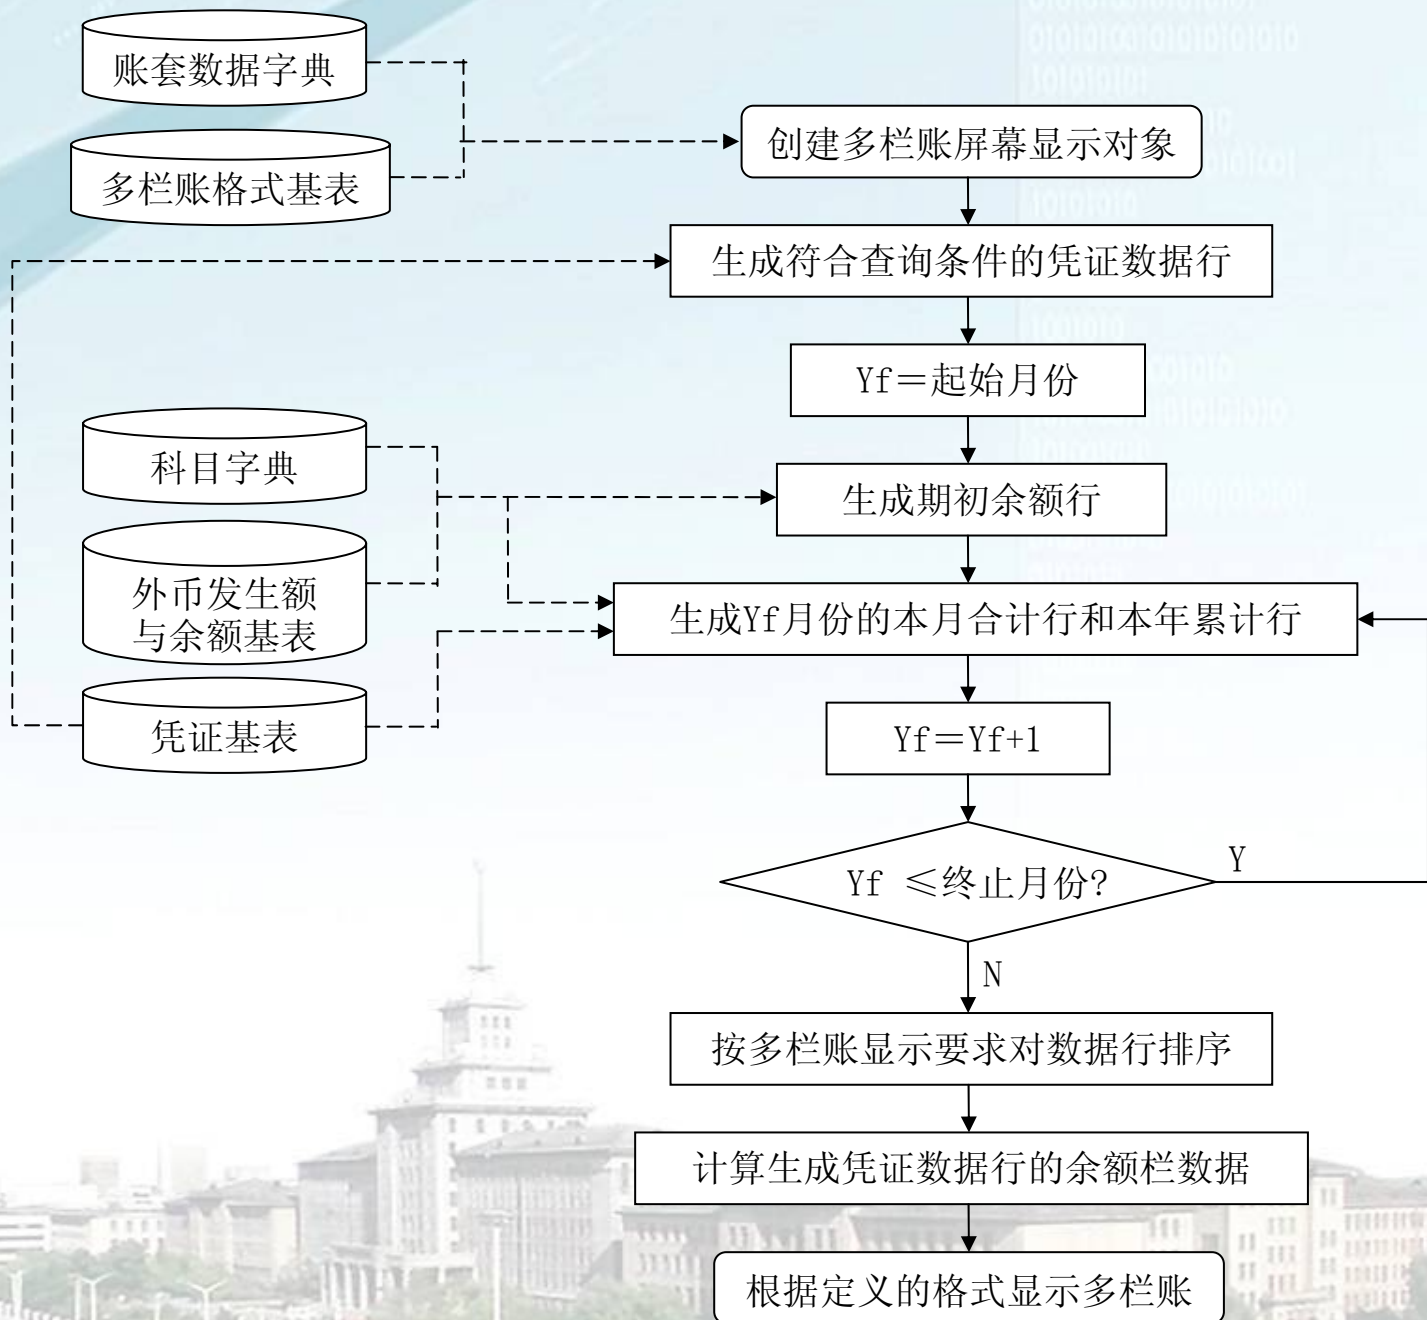 账套数据字典
多栏账格式基表
创建多栏账屏幕显示对象
生成符合查询条件的凭证数据行
Yf＝起始月份
科目字典
生成期初余额行
外币发生额
与余额基表
生成Yf月份的本月合计行和本年累计行
凭证基表
Yf＝Yf+1
Yf ≤终止月份?
Y
N
按多栏账显示要求对数据行排序
计算生成凭证数据行的余额栏数据
根据定义的格式显示多栏账